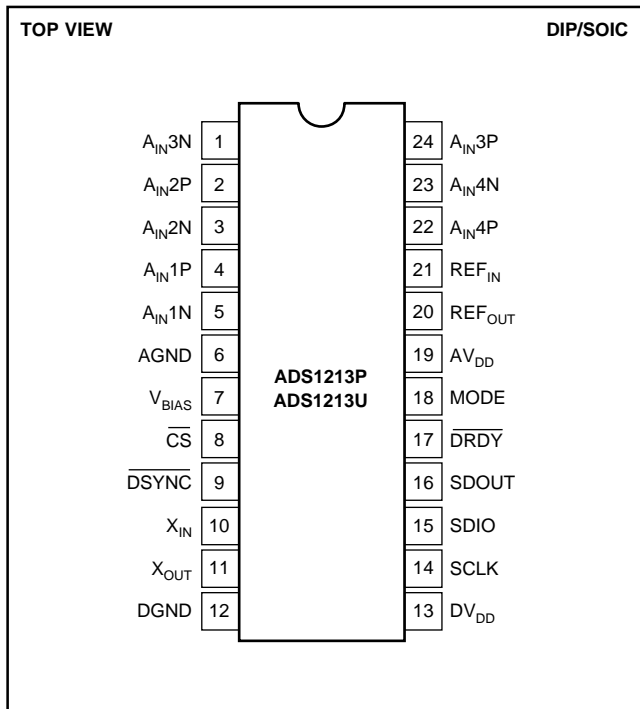 TOP VIEW DIP/SOIC
AIN3N 1 24 AIN3P
AIN2P 2 23 AIN4N
AIN2N 3 22 AIN4P
AIN1P 4 21 REFIN
AIN1N 5 20 REFOUT
AGND 6 19 AVDD
ADS1213P
ADS1213U
VBIAS 7 18 MODE
CS 8 17 DRDY
DSYNC 9 16 SDOUT
XIN 10 15 SDIO
XOUT 11 14 SCLK
DGND 12 13 DVDD